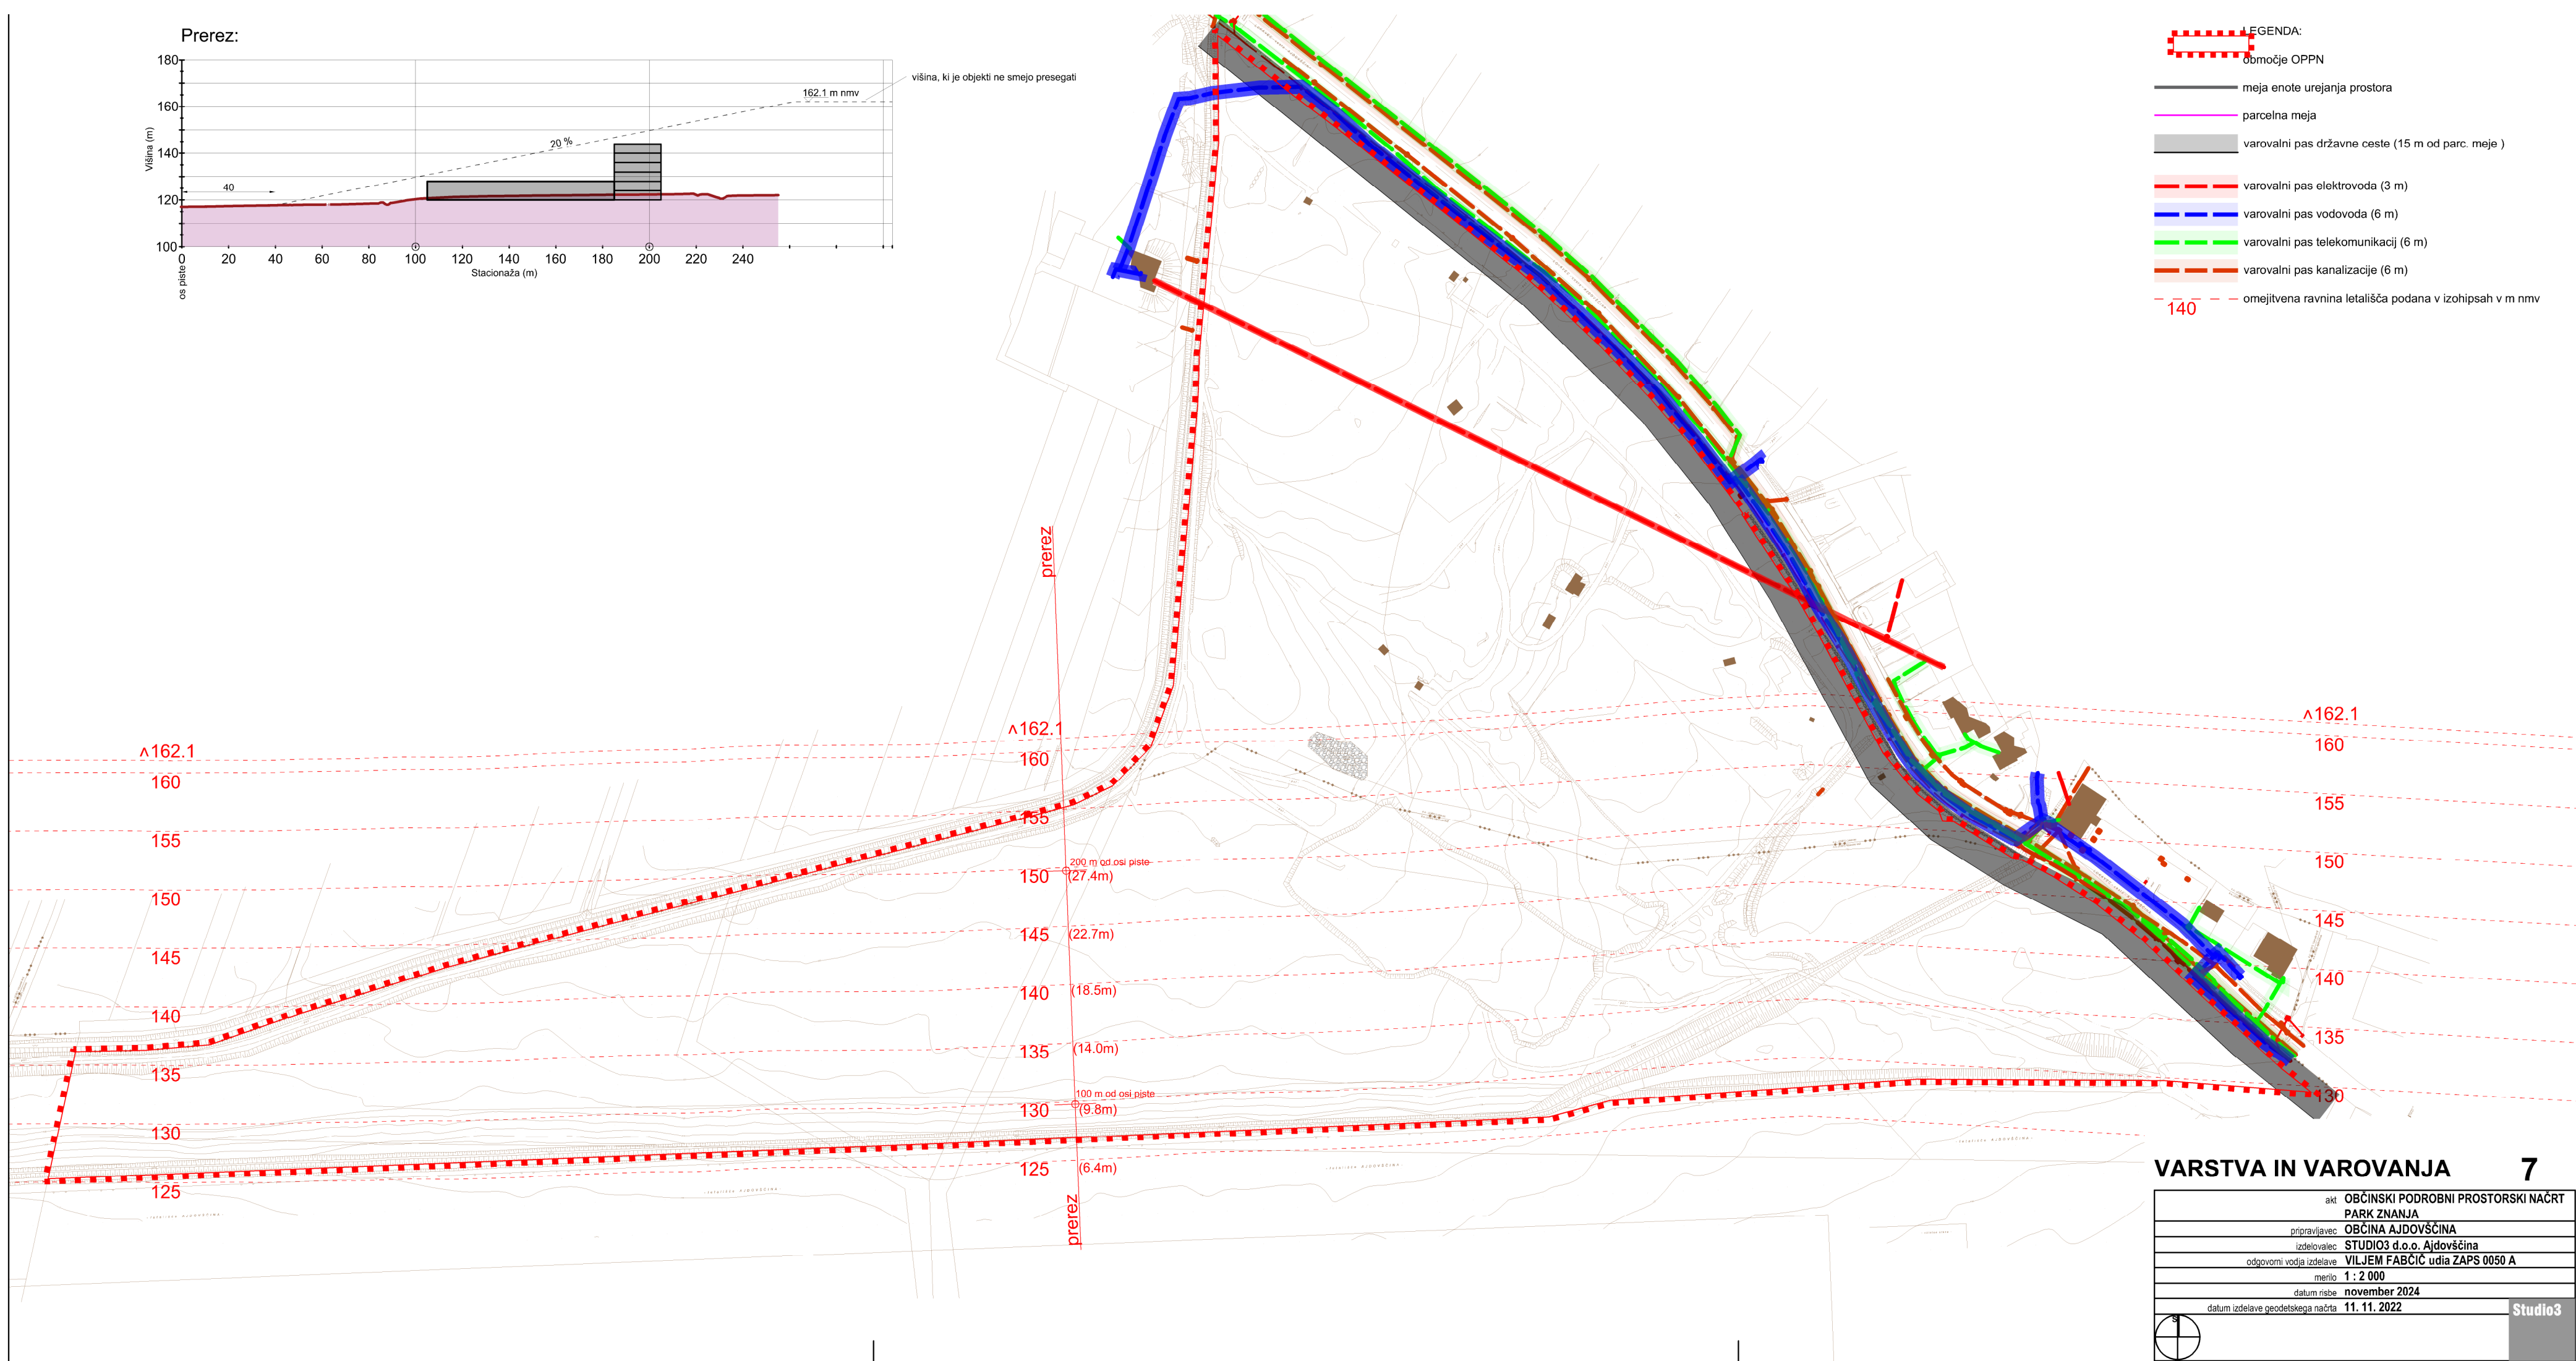 Prerez:
180
160
140
120
100
Višina (m)
40
20 %
162.1 m nmv
višina, ki je objekti ne smejo presegati
0
20
40
60
80
100
120
140
160
180
200
220
240
os piste
Stacionaža (m)
LEGENDA:
območje OPPN
meja enote urejanja prostora
parcelna meja
varovalni pas državne ceste (15 m od parc. meje )
varovalni pas elektrovoda (3 m)
varovalni pas vodovoda (6 m)
varovalni pas telekomunikacij (6 m)
varovalni pas kanalizacije (6 m)
omejitvena ravnina letališča podana v izohipsah v m nmv
140
prerez
^162.1
160
155
150
145
140
135
130
125
^162.1
160
155
200 m od osi piste
150
(27.4m)
145
(22.7m)
140
(18.5m)
135
(14.0m)
100 m od osi piste
130
(9.8m)
125
(6.4m)
prerez
^162.1
160
155
150
145
140
135
130
letališče AJDOVŠČINA
letališče AJDOVŠČINA
letališče AJDOVŠČINA
letališče AJDOVŠČINA
VARSTVA IN VAROVANJA 7
akt OBČINSKI PODROBNI PROSTORSKI NAČRT
PARK ZNANJA
pripravljavec OBČINA AJDOVŠČINA
izdelovalec STUDIO3 d.o.o. Ajdovščina
odgovorni vodja izdelave VILJEM FABČIČ udia ZAPS 0050 A
merilo 1 : 2 000
datum risbe november 2024
datum izdelave geodetskega načrta 11. 11. 2022
Studio3
S